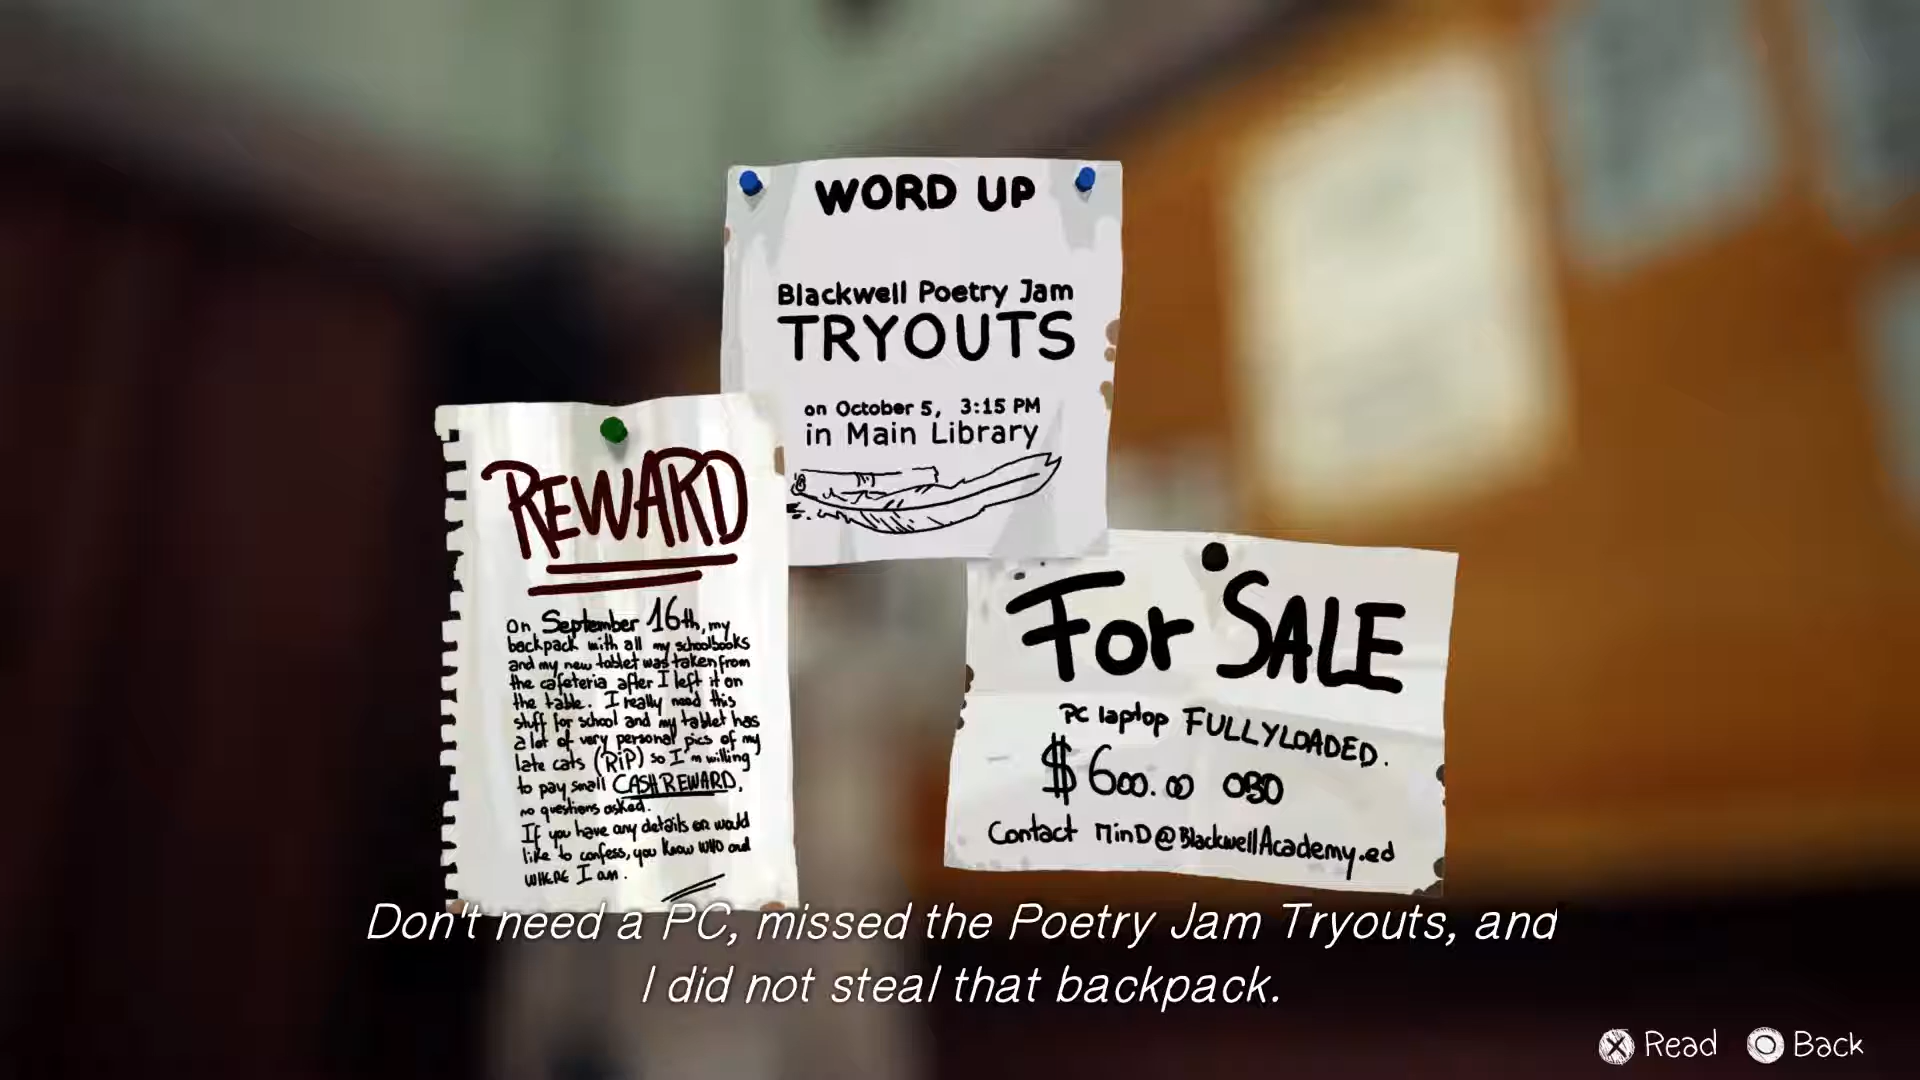 WORD UP
Blackwell Poetry Jam
TRYOUTS
on October 5, 3:15 PM
in Main Library
REWARD
On September 16th, my
backpack with all my schoolbooks
and my new tablet was taken from
the cafeteria after I left it on
the table. I really need this
stuff for school and my tablet has
a lot of very personal pics of my
late cats (RiP) so I'm willing
to pay small CASH REWARD,
no questions asked.
If you have any details or would
like to confess, you know WHO and
WHERE I am.
For SALE
PC laptop FULLYLOADED.
$600.00 OBO
Contact MinD@BlackwellAcademy.ed
Don't need a PC, missed the Poetry Jam Tryouts, and
I did not steal that backpack.
Read Back